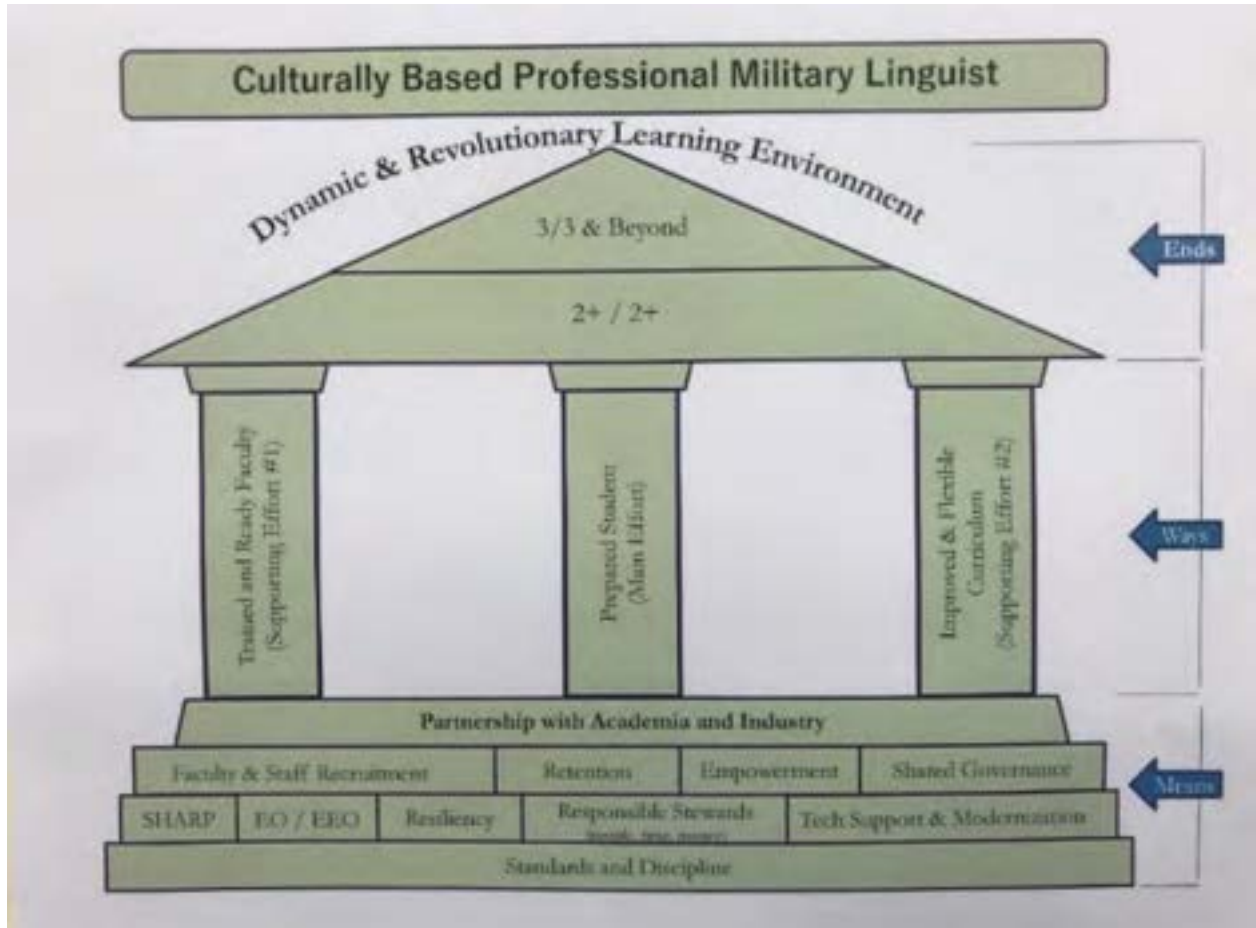 Culturally Based Professional Military Linguist
Dynamic & Revolutionary Learning Environment
3/3 & Beyond
2+ / 2+
Ends
Trained and Ready Faculty
(Supporting Effort #1)
Prepared Student
(Main Effort)
Improved & Flexible
Curriculum
(Supporting Effort #2)
Ways
Partnership with Academia and Industry
Faculty & Staff Recruitment
Retention
Empowerment
Shared Governance
Means
SHARP
EO / EEO
Resiliency
Responsible Stewards
Tech Support & Modernization
Standards and Discipline